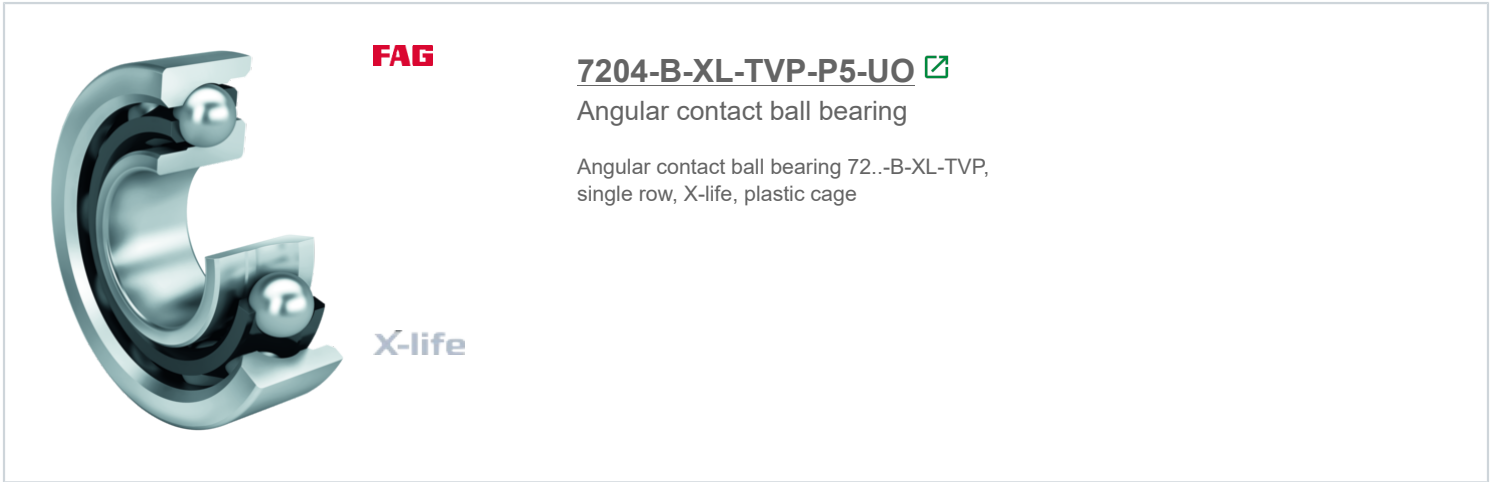 FAG
7204-B-XL-TVP-P5-UO
Angular contact ball bearing
Angular contact ball bearing 72..-B-XL-TVP,
single row, X-life, plastic cage
X-life